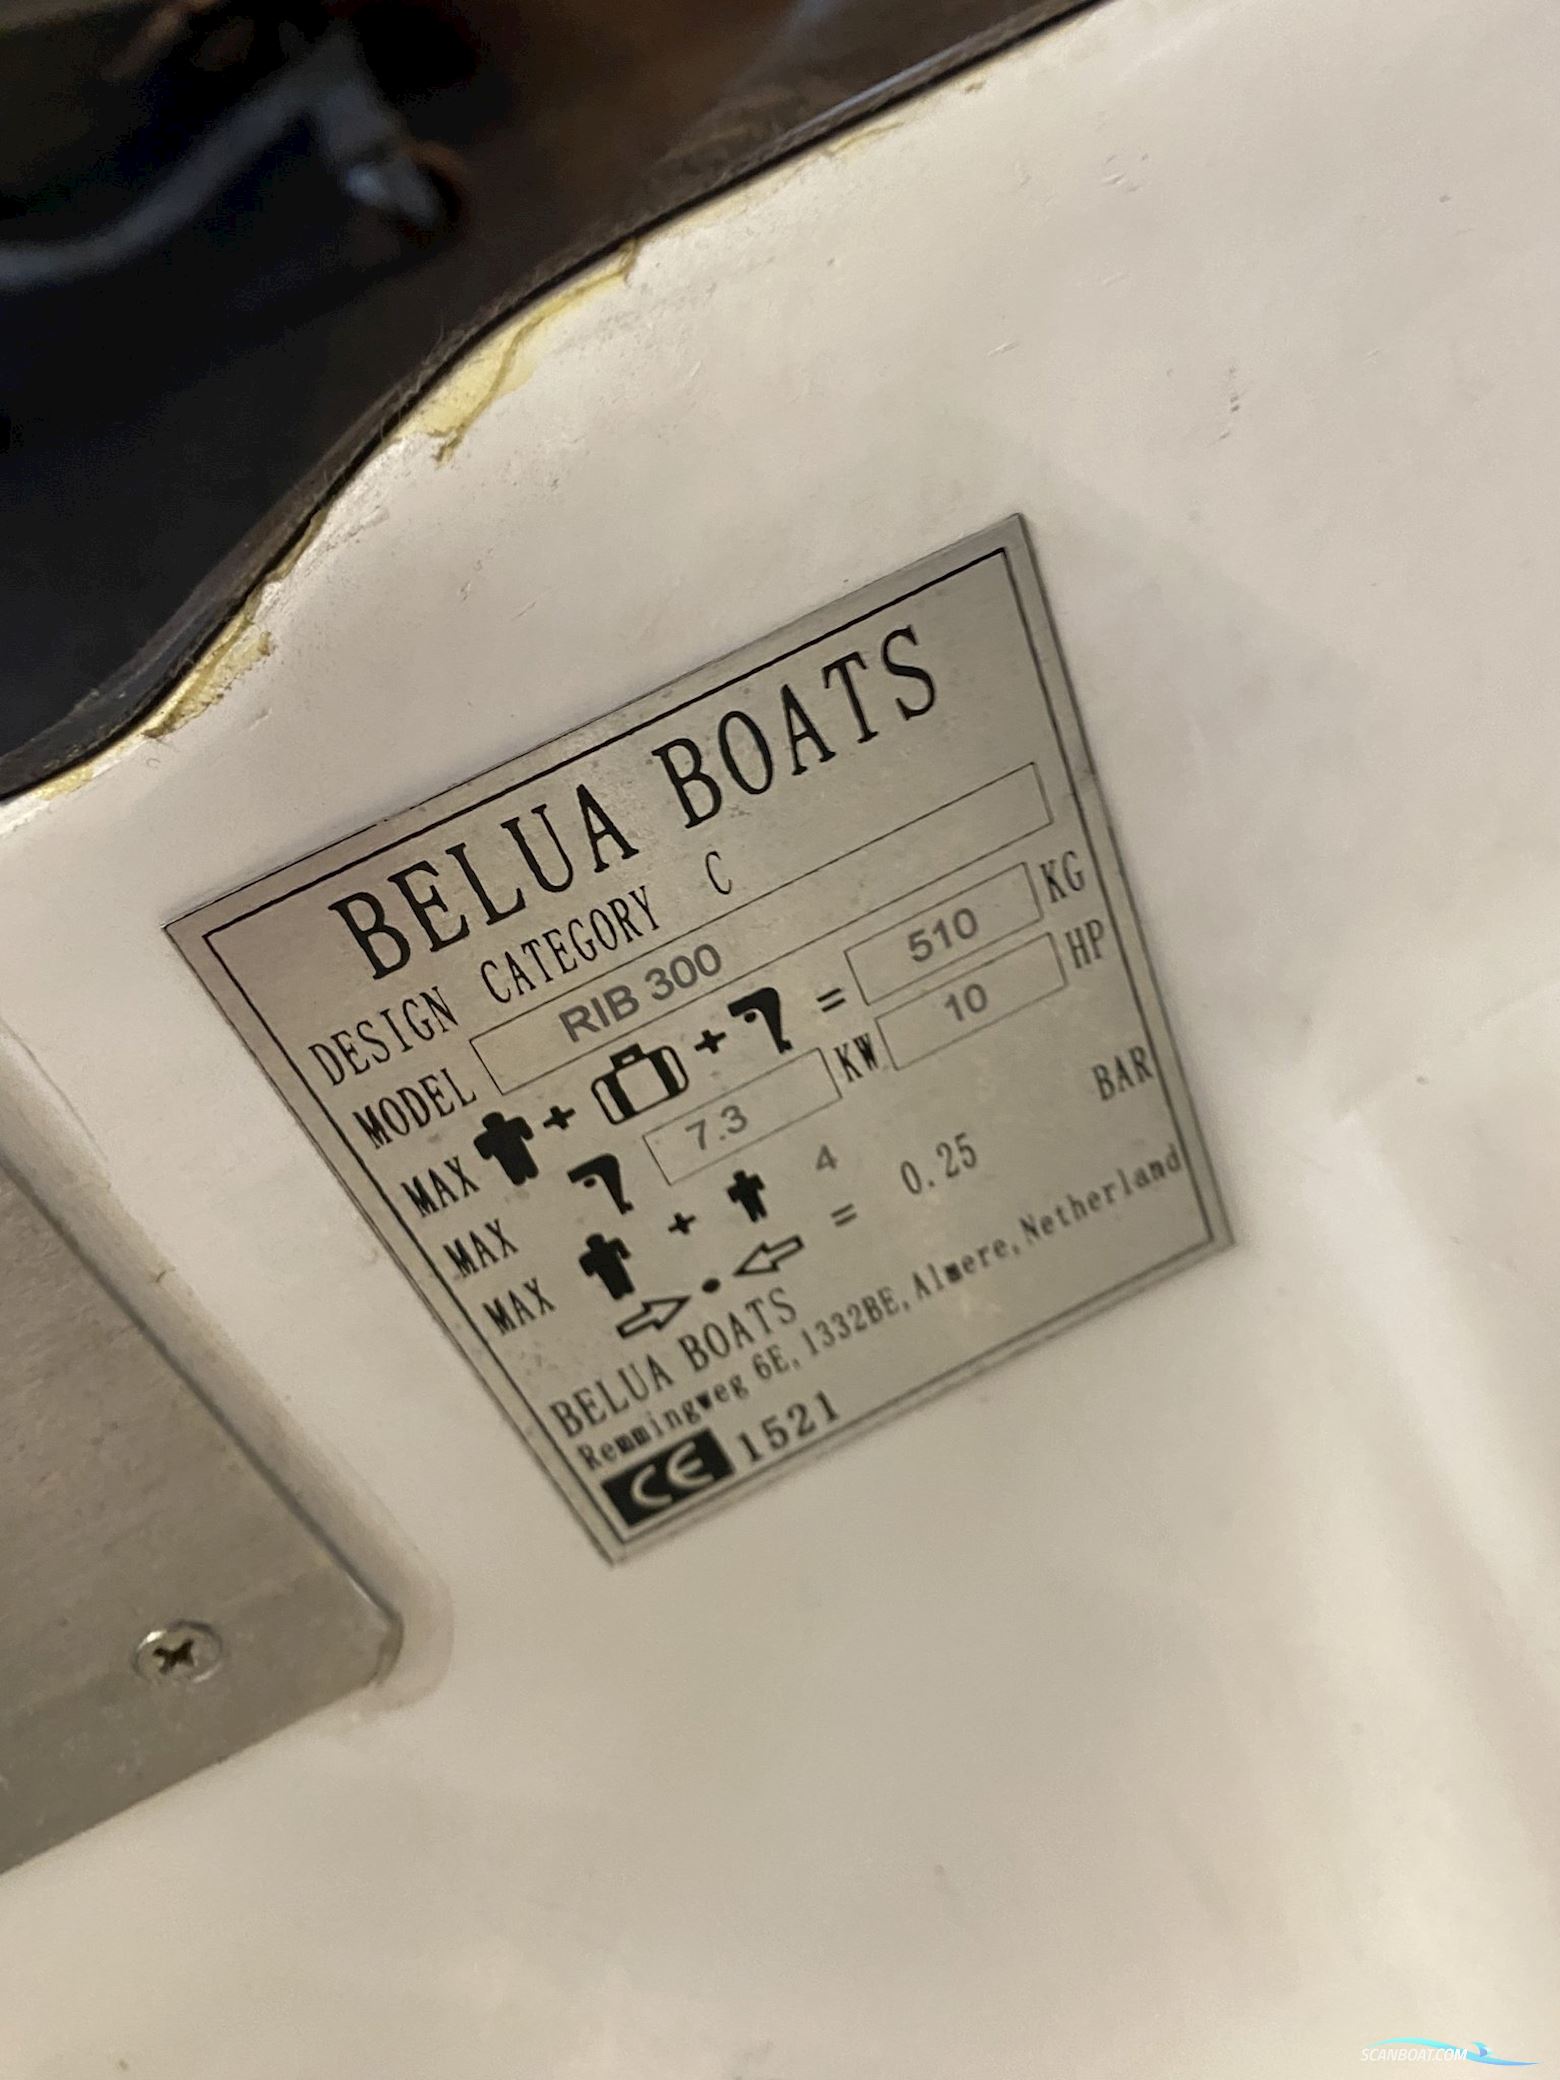 BELUA BOATS
DESIGN CATEGORY C
MODEL RIB 300
MAX + + = 510 KG
MAX 7.3 KW 10 HP
MAX + 4
= 0.25 BAR
BELUA BOATS
Remmingweg 6E, 1332BE, Almere, Netherland
CE 1521
SCANBOAT.COM